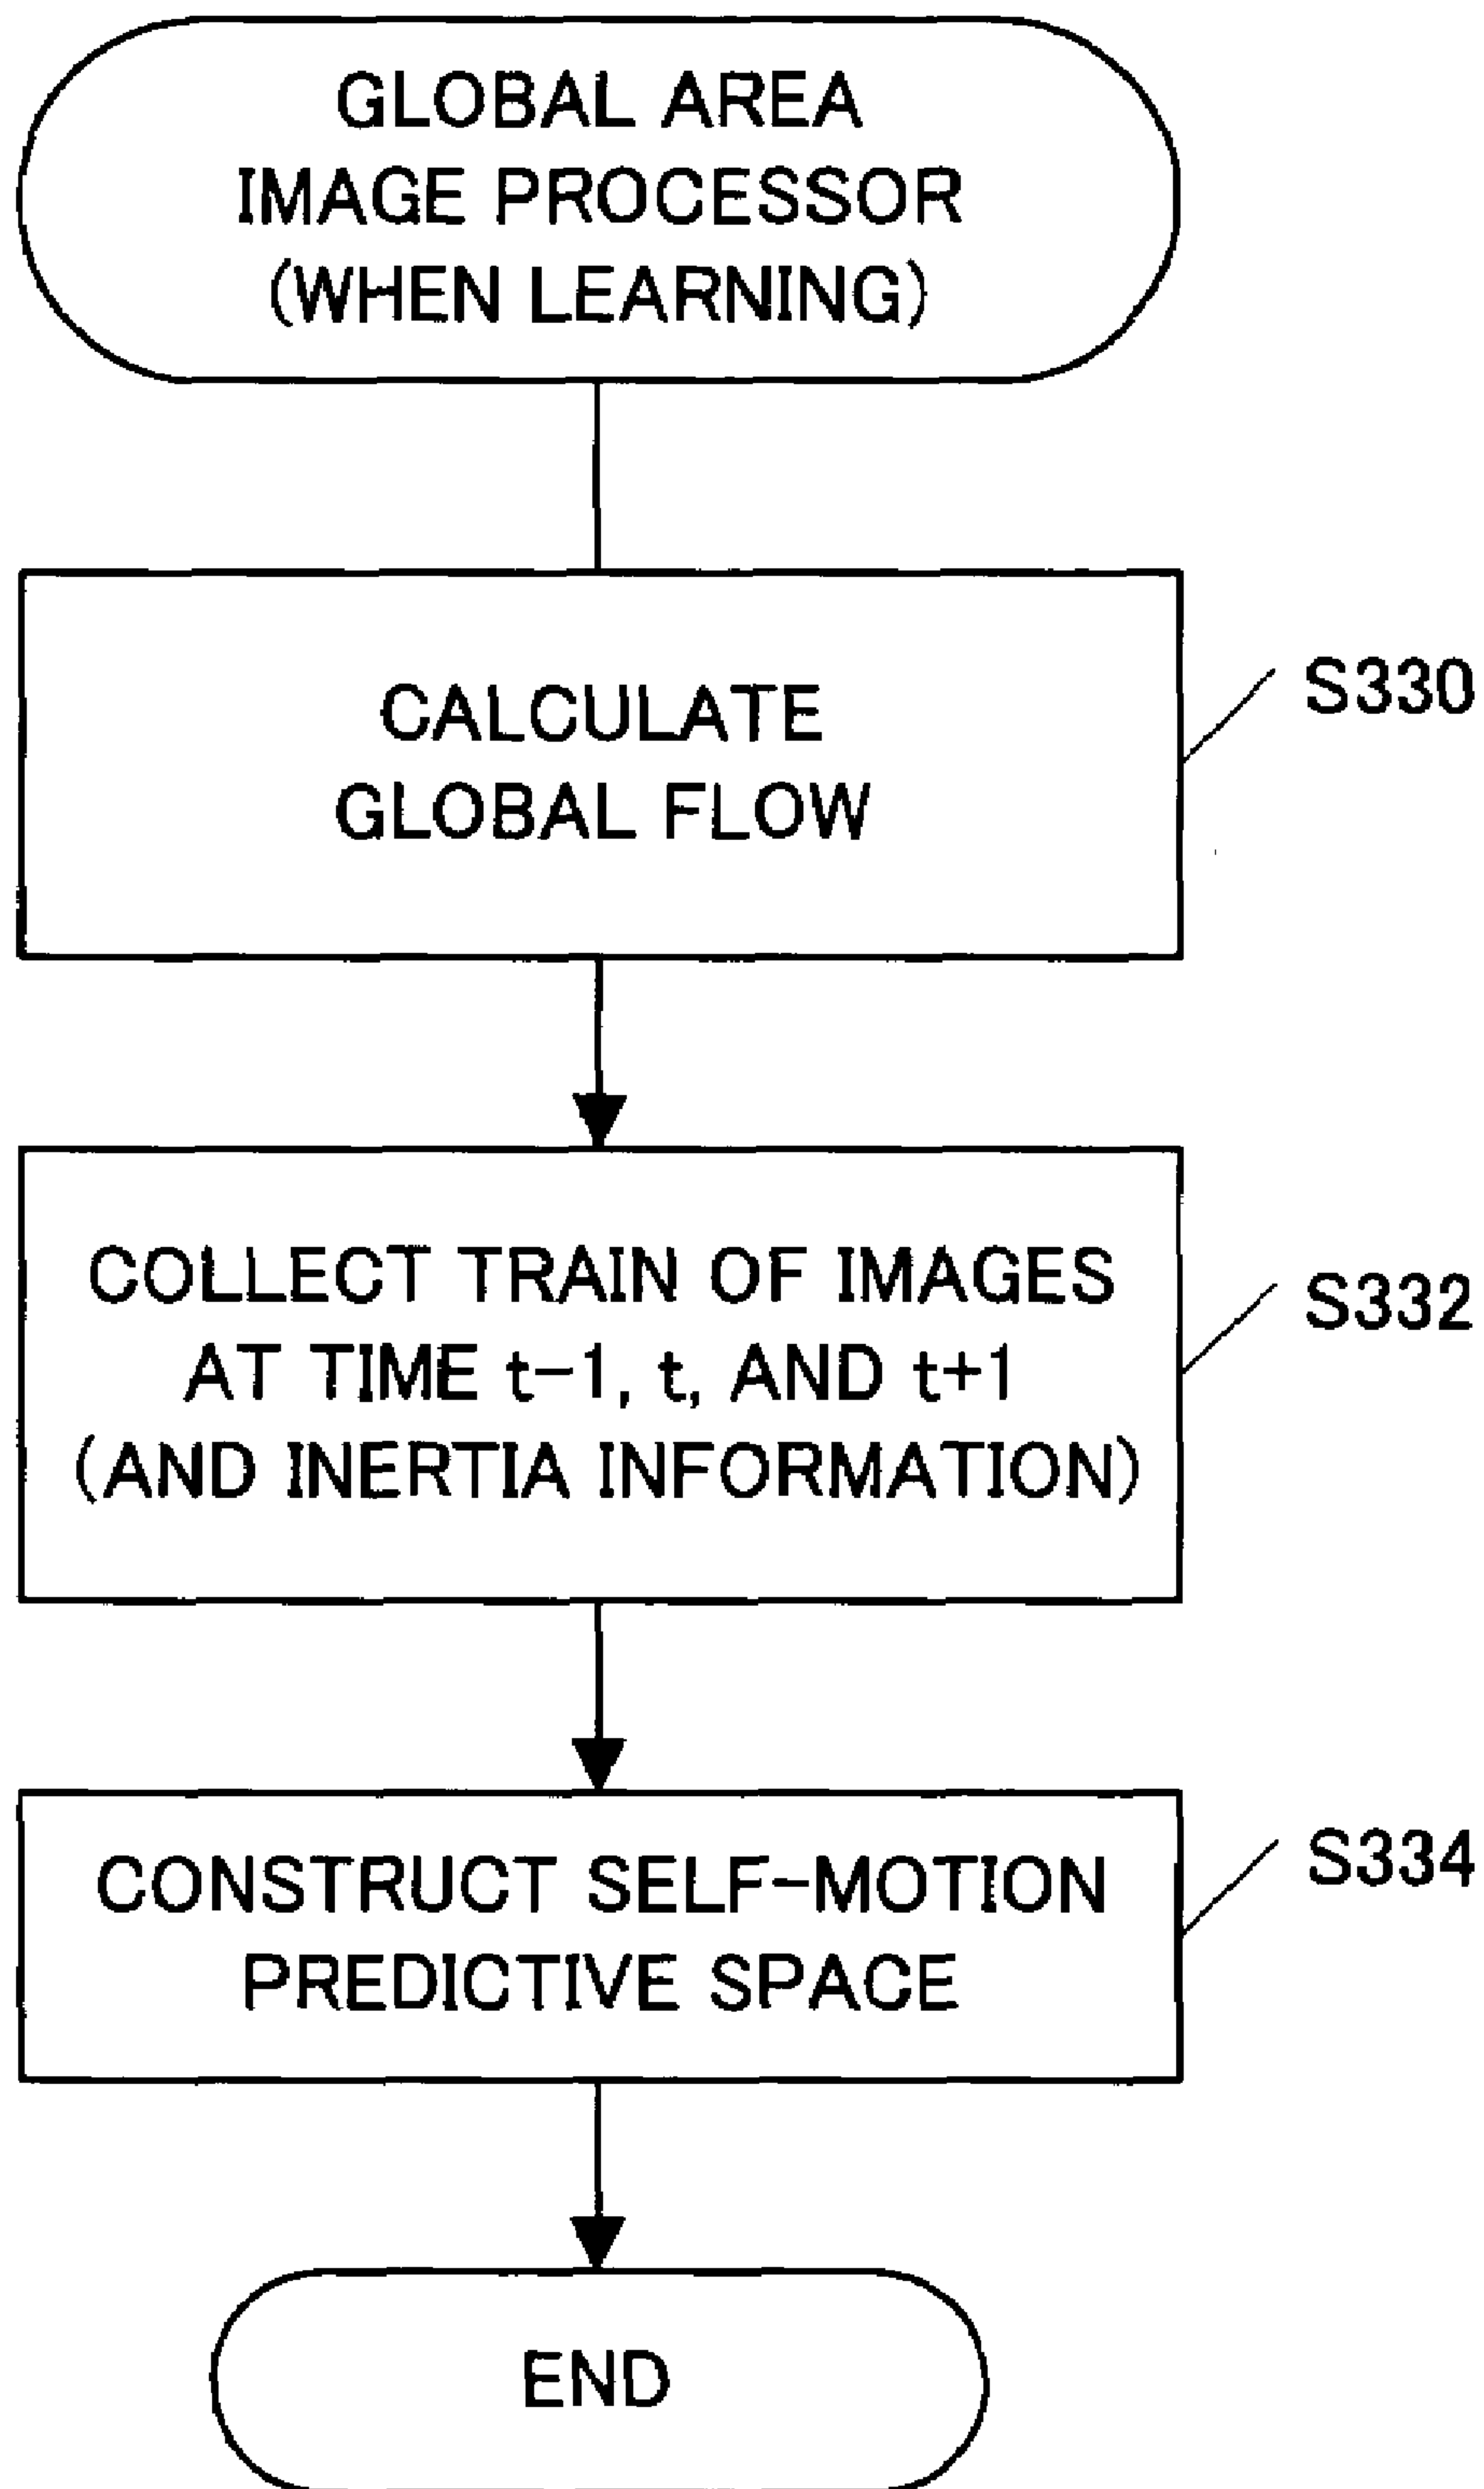 GLOBAL AREA
IMAGE PROCESSOR
(WHEN LEARNING)
CALCULATE
GLOBAL FLOW
S330
COLLECT TRAIN OF IMAGES
AT TIME t-1, t, AND t+1
(AND INERTIA INFORMATION)
S332
CONSTRUCT SELF-MOTION
PREDICTIVE SPACE
S334
END